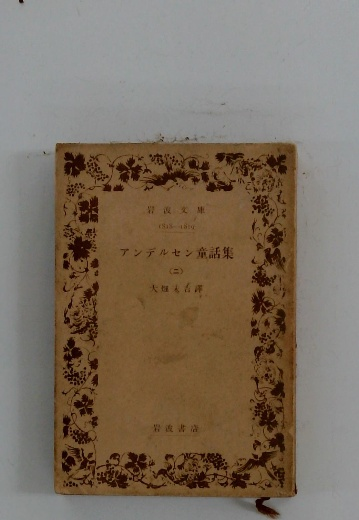 岩波文庫
アンデルセン童話集
(二)
大畑末吉譯
岩波書店